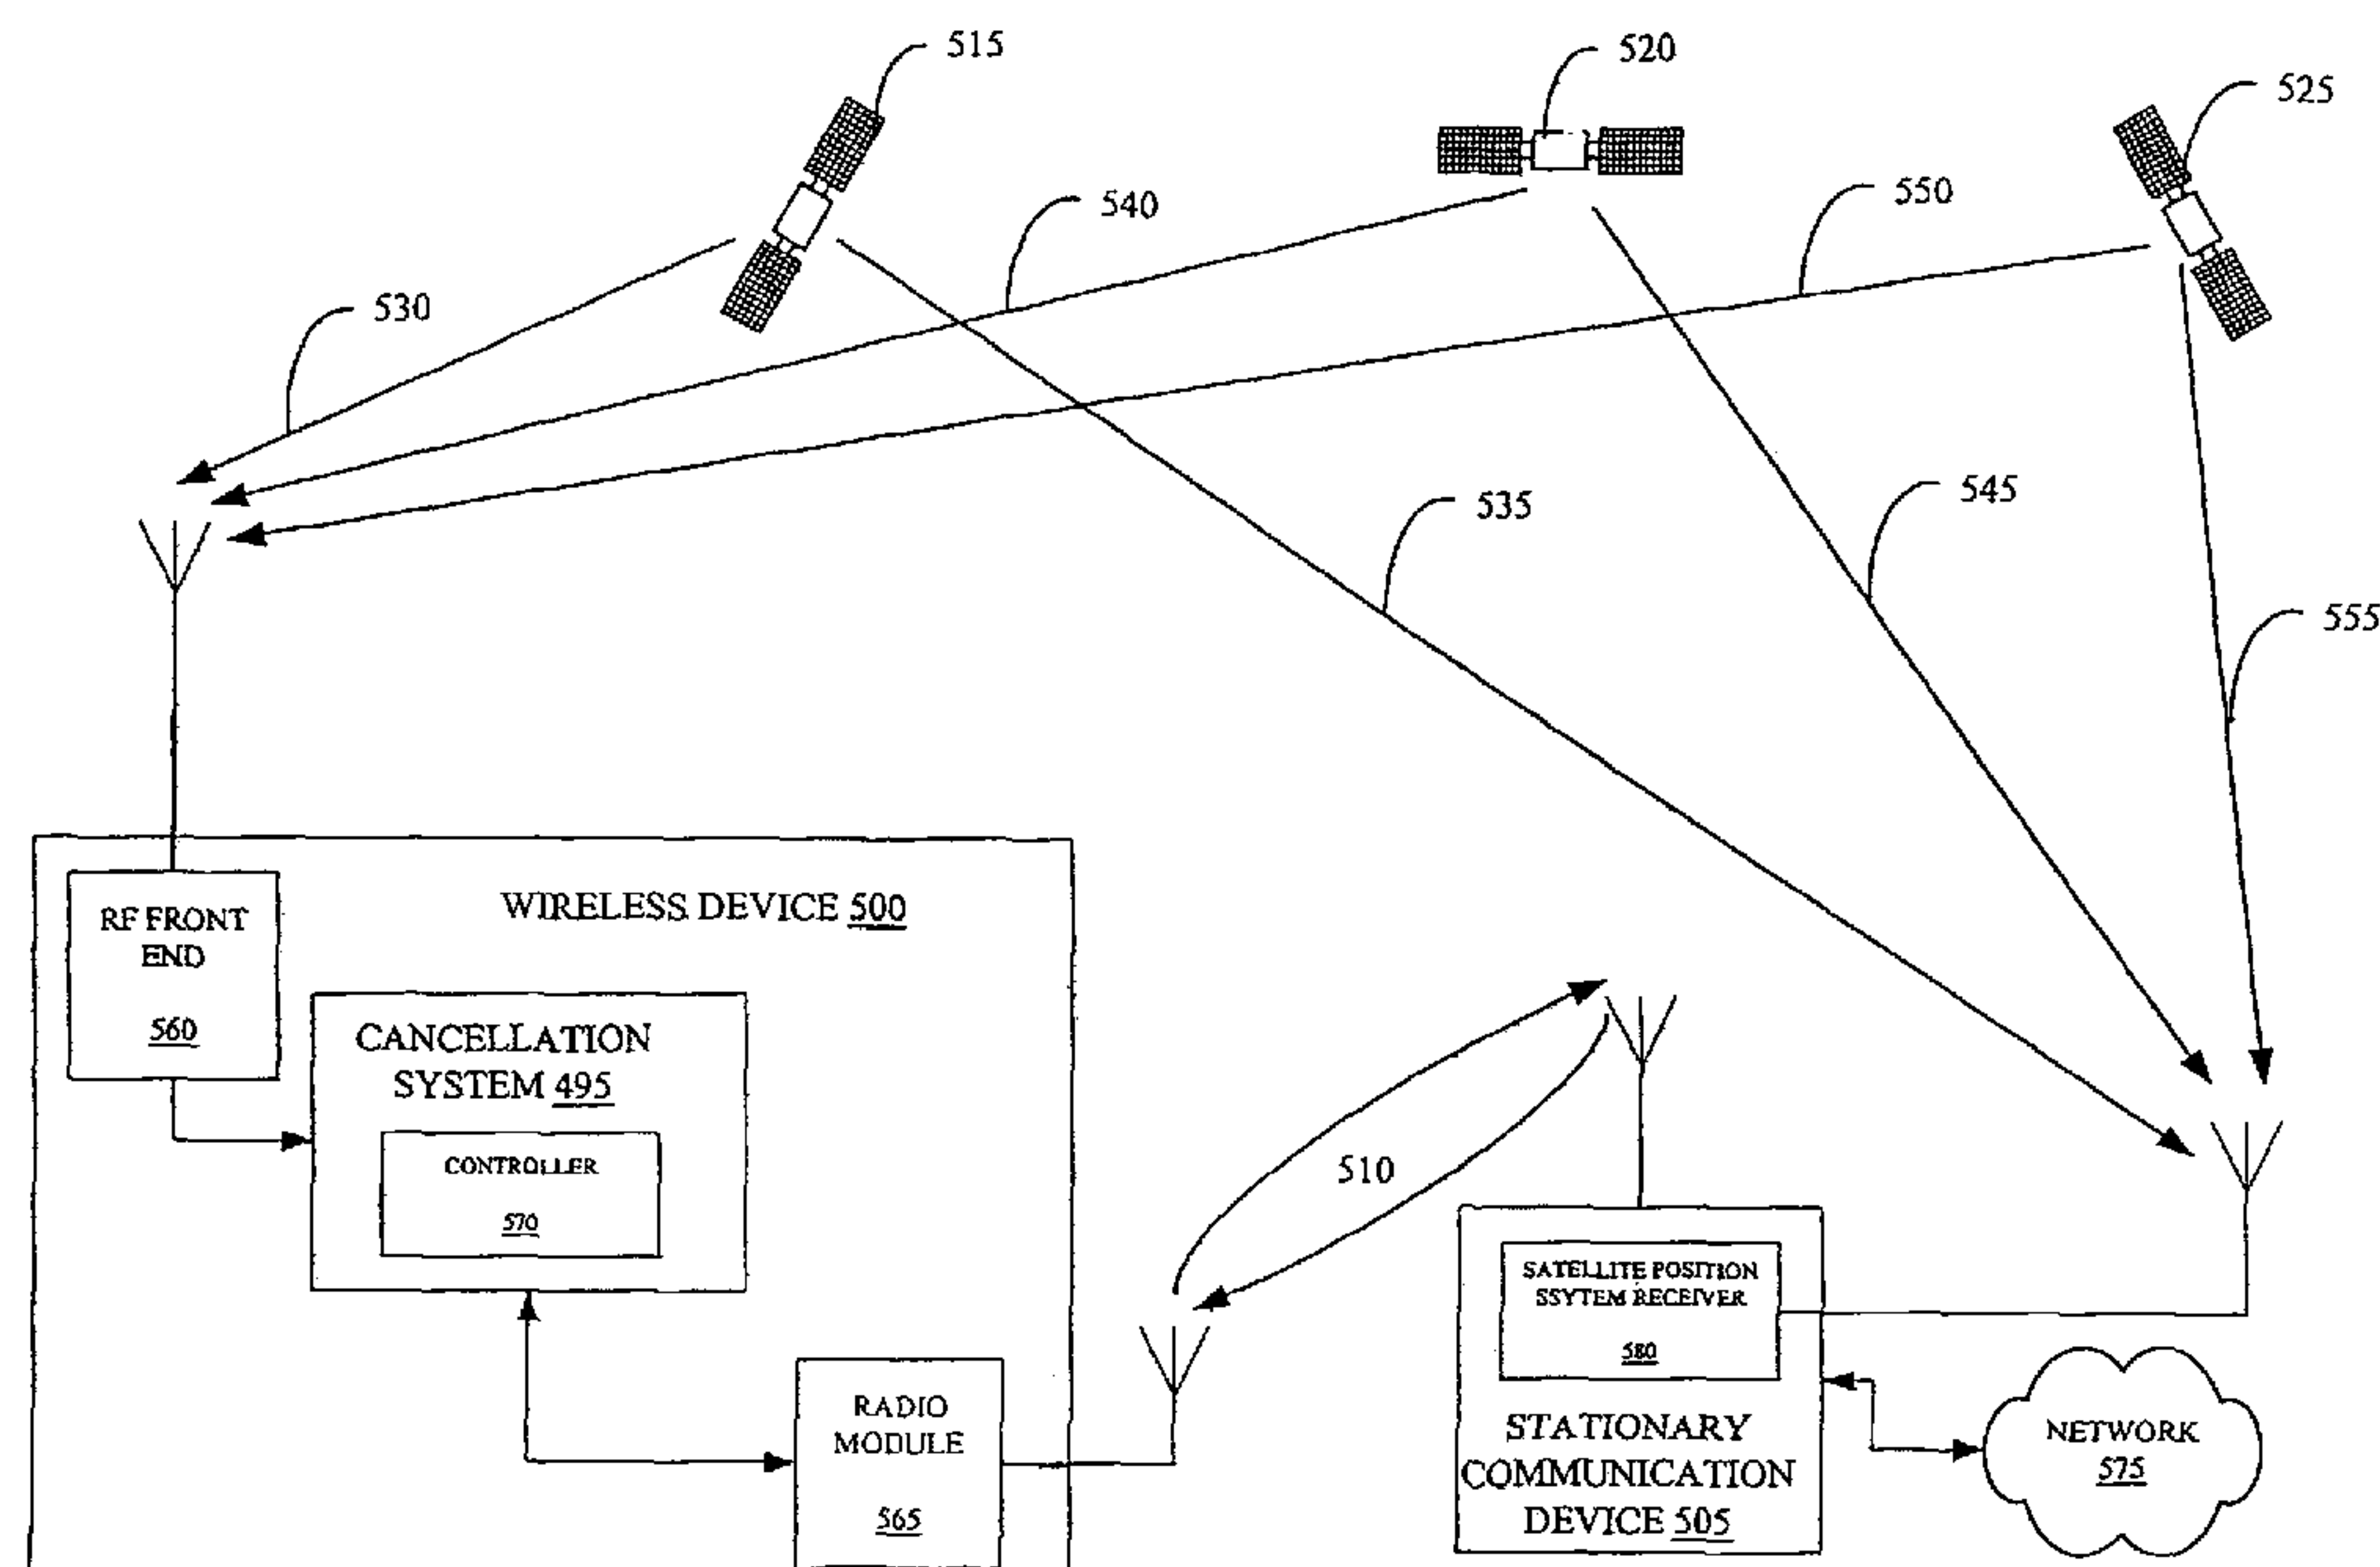 515
520
525
540
550
530
535
545
555
WIRELESS DEVICE 500
RF FRONT
END
560
CANCELLATION
SYSTEM 495
CONTROLLER
570
RADIO
MODULE
565
510
SATELLITE POSITION
SSYTEM RECEIVER
580
STATIONARY
COMMUNICATION
DEVICE 505
NETWORK
575